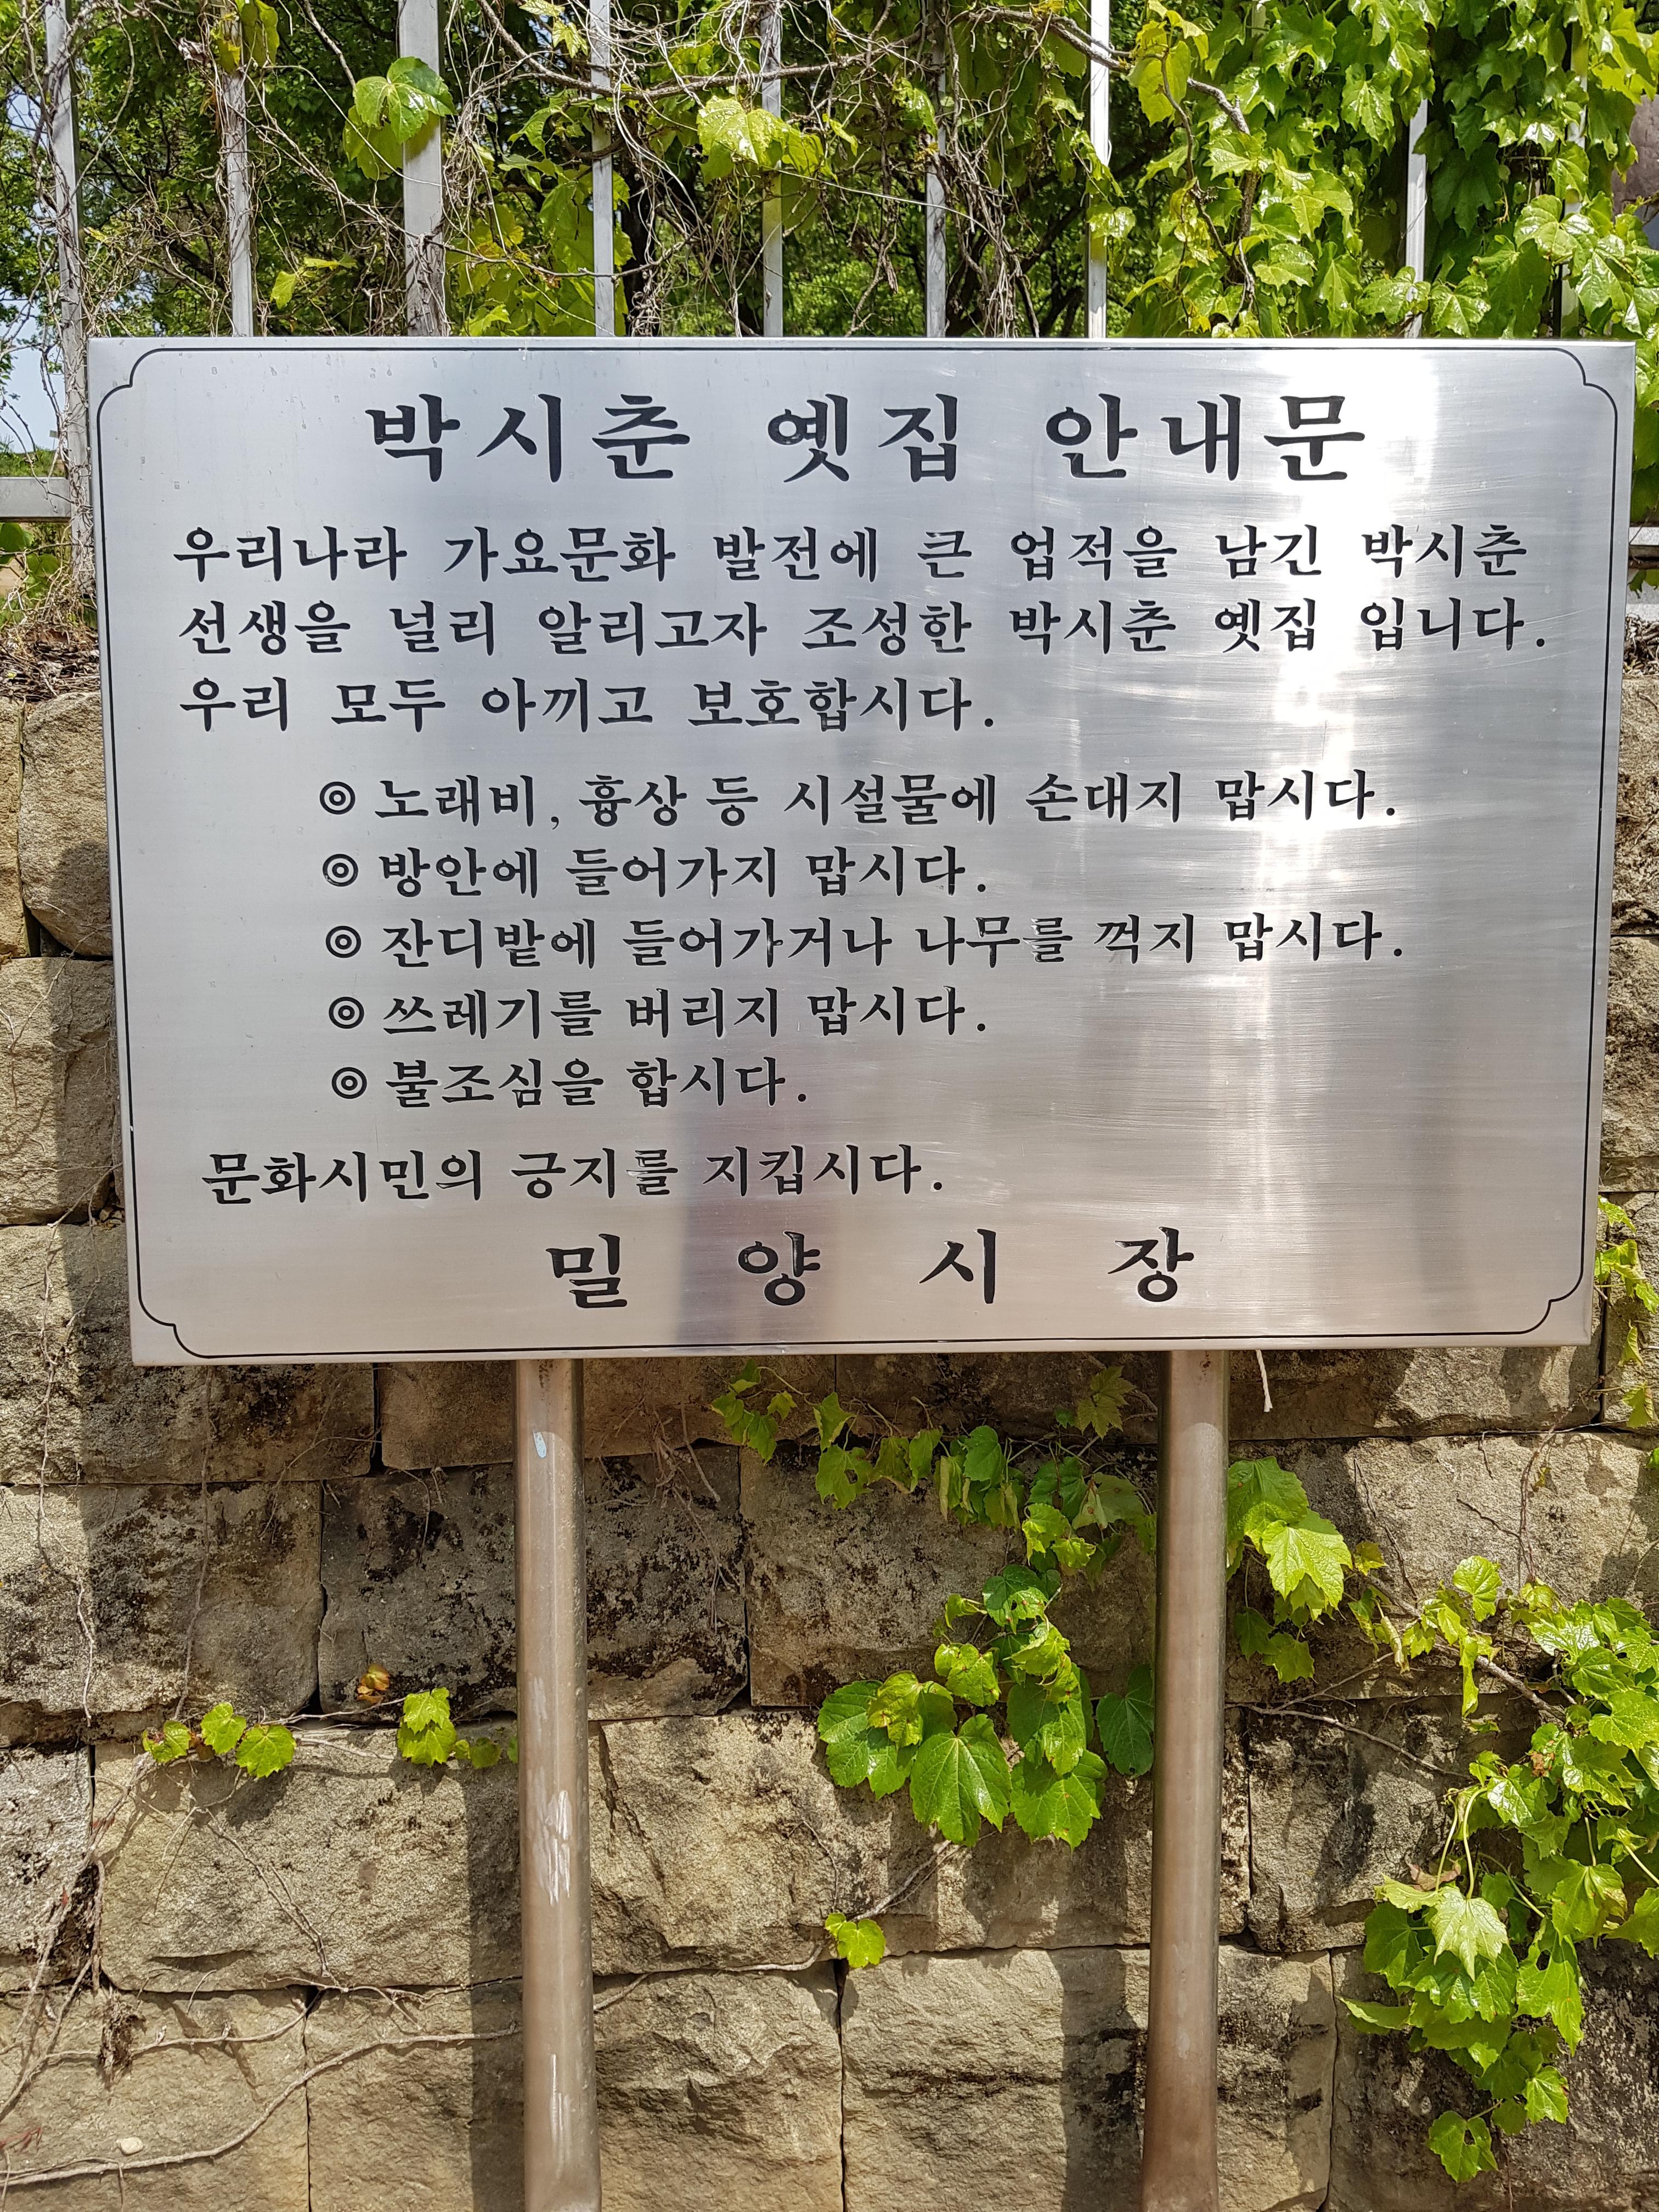 박시춘 옛집 안내문
우리나라 가요문화 발전에 큰 업적을 남긴 박시춘
선생을 널리 알리고자 조성한 박시춘 옛집 입니다.
우리 모두 아끼고 보호합시다.
◎ 노래비, 흉상 등 시설물에 손대지 맙시다.
◎ 방안에 들어가지 맙시다.
◎ 잔디밭에 들어가거나 나무를 꺽지 맙시다.
◎ 쓰레기를 버리지 맙시다.
◎ 불조심을 합시다.
문화시민의 긍지를 지킵시다.
밀 양 시 장